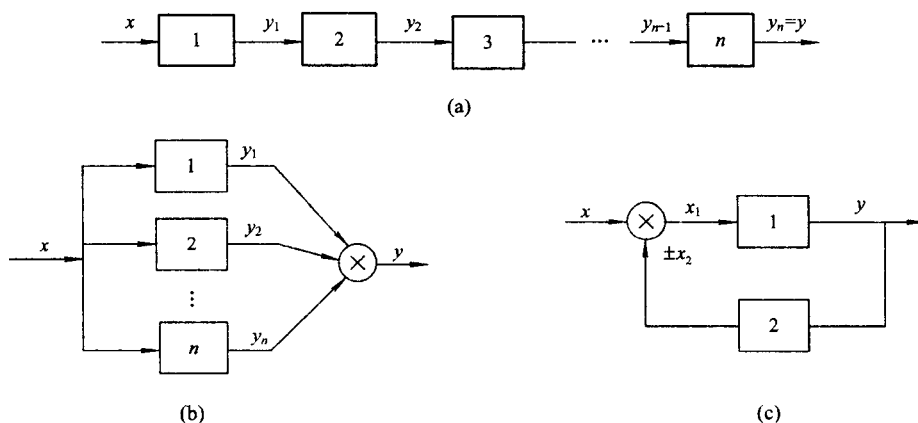 x 1 y₁ 2 y₂ 3 ... yₙ₋₁ n yₙ=y
(a)
1 y₁
x 2 y₂ × y
⋮
n yₙ
(b)
x × x₁ 1 y
±x₂
2
(c)